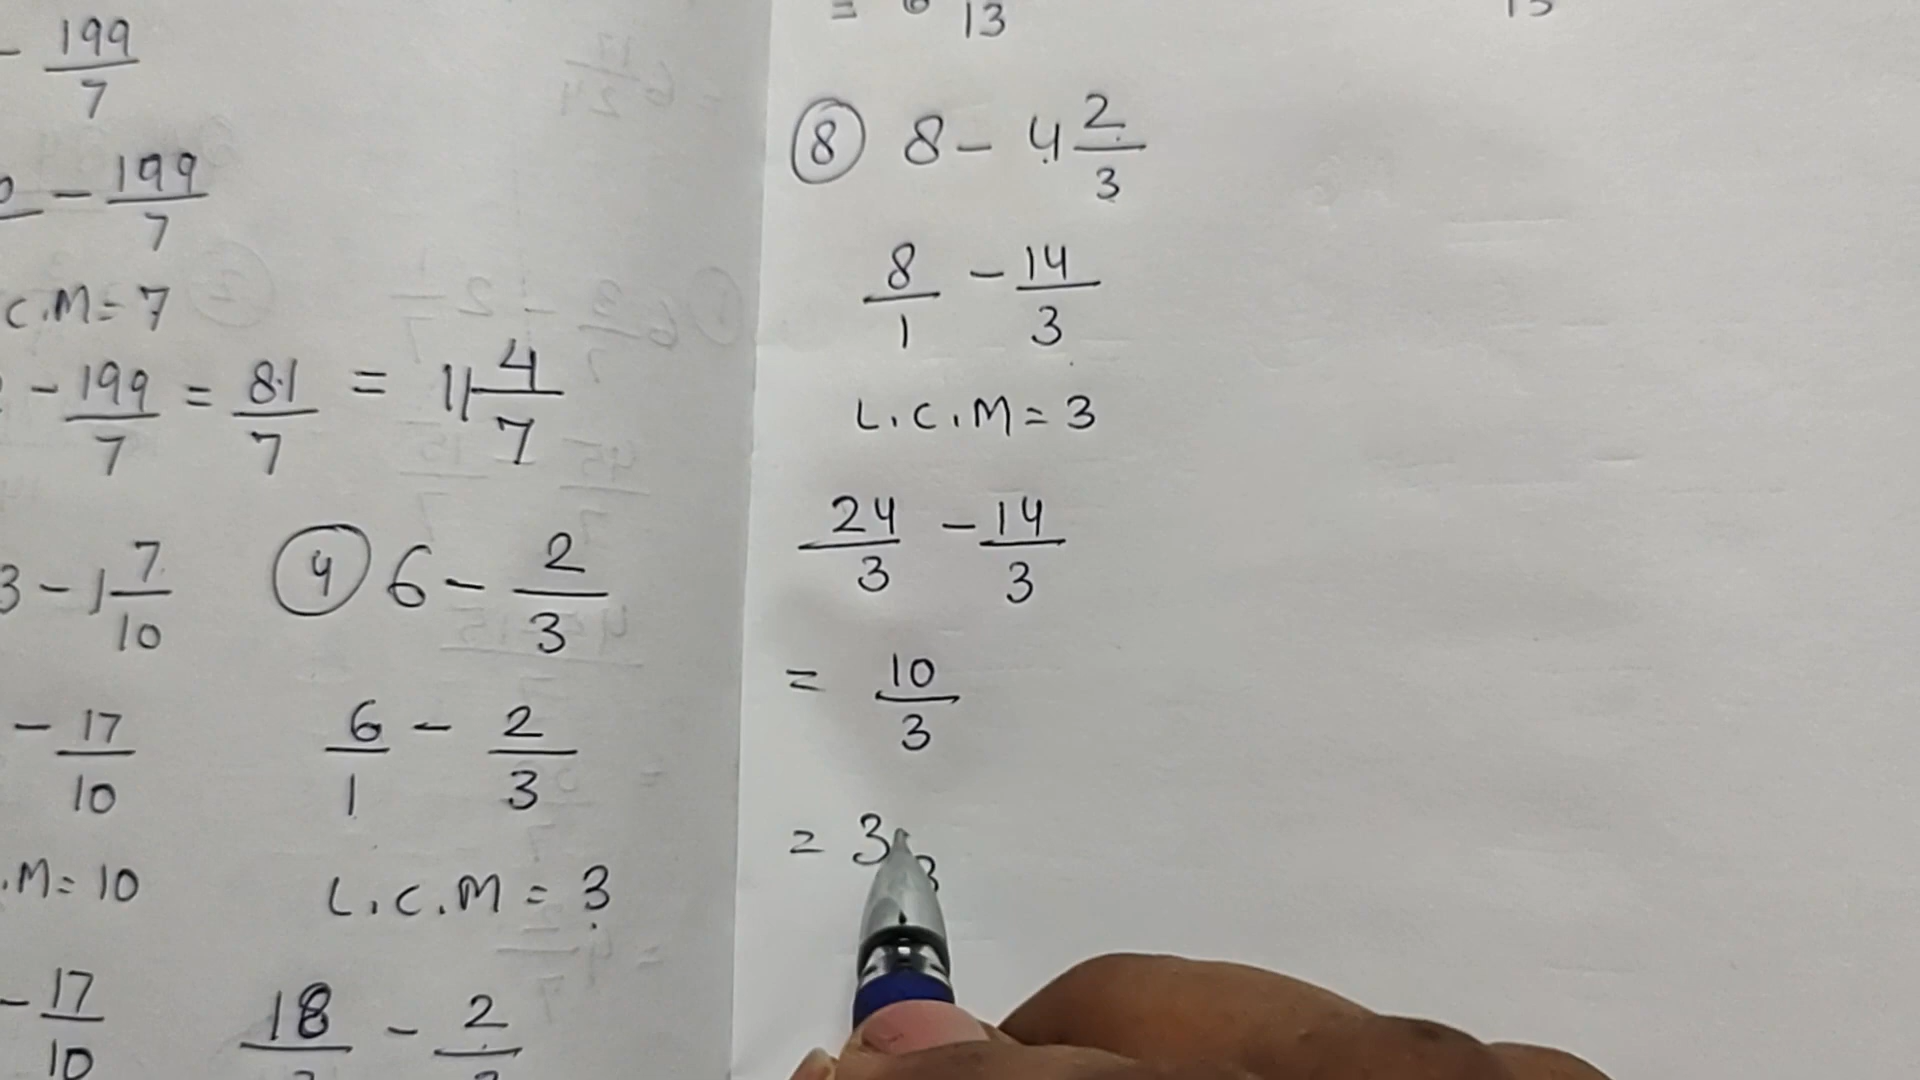 - 199/7
- 199/7
C.M = 7
- 199/7 = 81/7 = 11 4/7
3 - 1 7/10
- 17/10
.M = 10
- 17/10
④ 6 - 2/3
6/1 - 2/3
L.C.M = 3
18 - 2
= 13
⑧ 8 - 4 2/3
8/1 - 14/3
L.C.M = 3
24/3 - 14/3
= 10/3
= 3 3